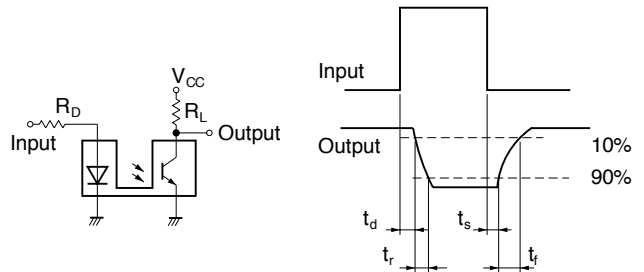 V_CC
R_D
R_L
Input
Output
Input
Output
10%
90%
t_d
t_s
t_r
t_f